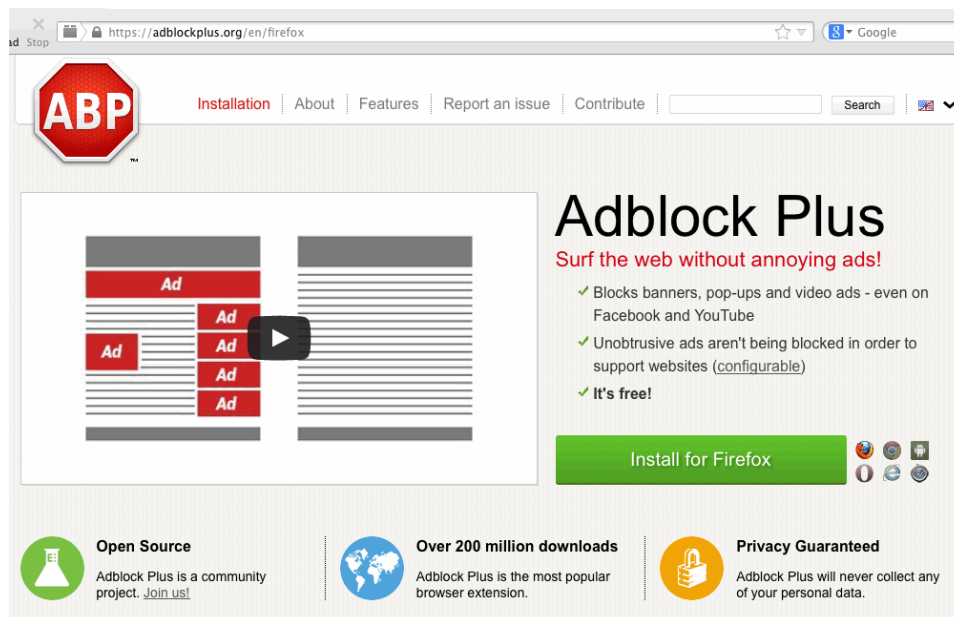 ad Stop
https://adblockplus.org/en/firefox
Google
ABP
™
Installation
About
Features
Report an issue
Contribute
Search
Ad
Ad
Ad
Ad
Ad
Ad
Adblock Plus
Surf the web without annoying ads!
Blocks banners, pop-ups and video ads - even on
Facebook and YouTube
Unobtrusive ads aren't being blocked in order to
support websites (configurable)
It's free!
Install for Firefox
Open Source
Adblock Plus is a community
project. Join us!
Over 200 million downloads
Adblock Plus is the most popular
browser extension.
Privacy Guaranteed
Adblock Plus will never collect any
of your personal data.